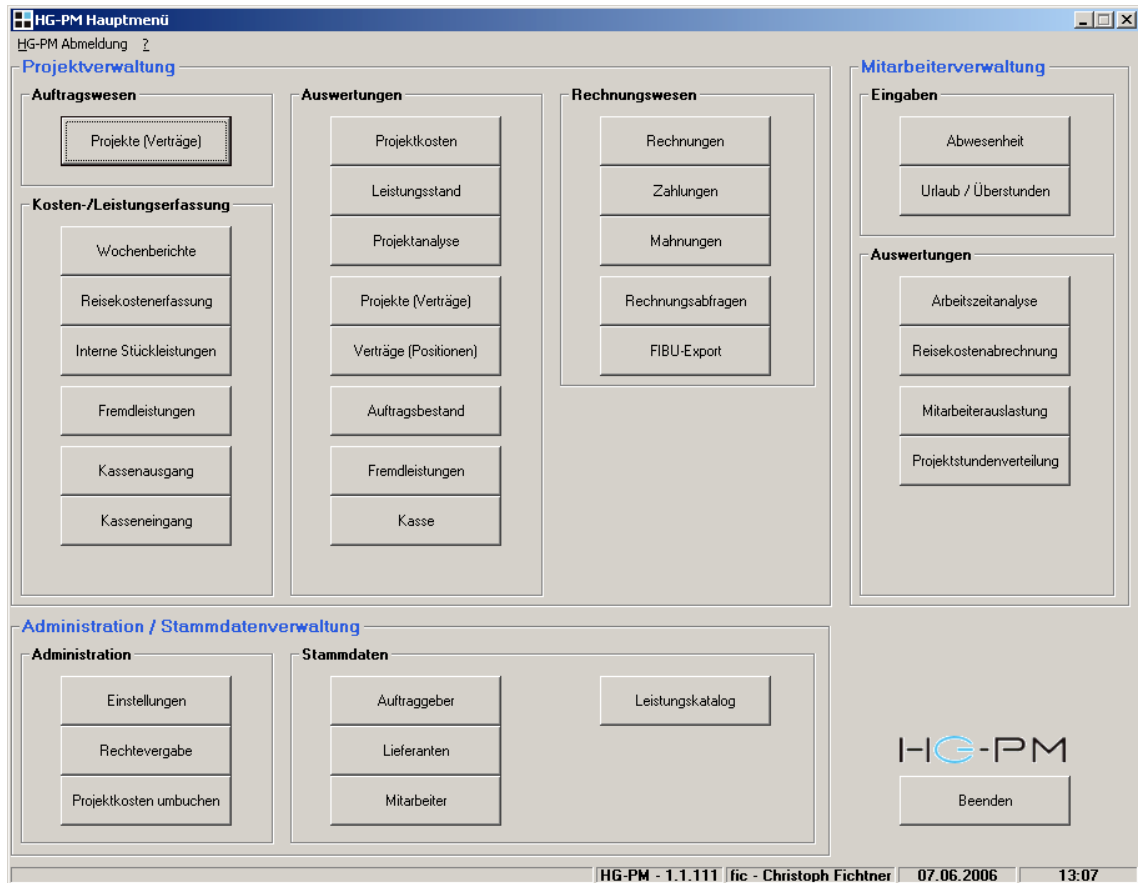 HG-PM Hauptmenü
HG-PM Abmeldung ?
Projektverwaltung
Auftragswesen
Projekte (Verträge)
Kosten-/Leistungserfassung
Wochenberichte
Reisekostenerfassung
Interne Stückleistungen
Fremdleistungen
Kassenausgang
Kasseneingang
Auswertungen
Projektkosten
Leistungsstand
Projektanalyse
Projekte (Verträge)
Verträge (Positionen)
Auftragsbestand
Fremdleistungen
Kasse
Rechnungswesen
Rechnungen
Zahlungen
Mahnungen
Rechnungsabfragen
FIBU-Export
Mitarbeiterverwaltung
Eingaben
Abwesenheit
Urlaub / Überstunden
Auswertungen
Arbeitszeitanalyse
Reisekostenabrechnung
Mitarbeiterauslastung
Projektstundenverteilung
Administration / Stammdatenverwaltung
Administration
Einstellungen
Rechtevergabe
Projektkosten umbuchen
Stammdaten
Auftraggeber
Lieferanten
Mitarbeiter
Leistungskatalog
HG-PM
Beenden
HG-PM - 1.1.111 fic - Christoph Fichtner 07.06.2006 13:07